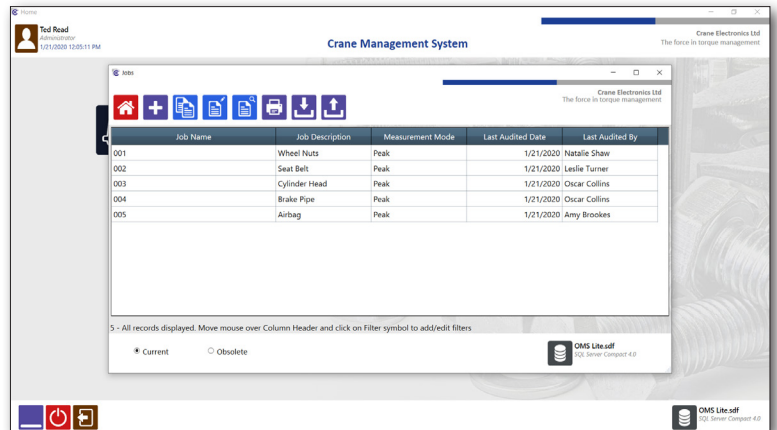 Home
Ted Read
Administrator
1/21/2020 12:05:11 PM
Crane Management System
Crane Electronics Ltd
The force in torque management
Jobs
Crane Electronics Ltd
The force in torque management
Job Name Job Description Measurement Mode Last Audited Date Last Audited By
001 Wheel Nuts Peak 1/21/2020 Natalie Shaw
002 Seat Belt Peak 1/21/2020 Leslie Turner
003 Cylinder Head Peak 1/21/2020 Oscar Collins
004 Brake Pipe Peak 1/21/2020 Oscar Collins
005 Airbag Peak 1/21/2020 Amy Brookes
5 - All records displayed. Move mouse over Column Header and click on Filter symbol to add/edit filters
Current Obsolete
OMS Lite.sdf
SQL Server Compact 4.0
OMS Lite.sdf
SQL Server Compact 4.0